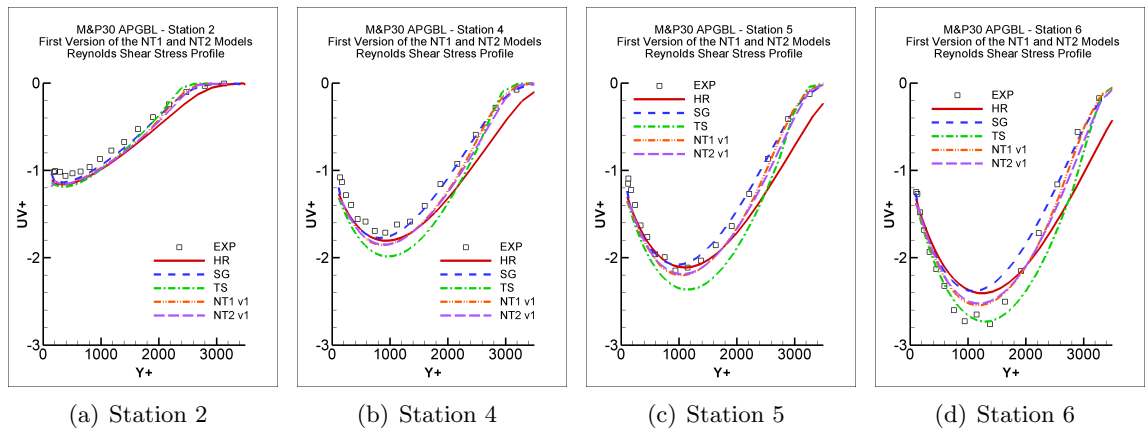 M&P30 APGBL - Station 2
First Version of the NT1 and NT2 Models
Reynolds Shear Stress Profile
0
-1
-2
-3
UV+
EXP
HR
SG
TS
NT1 v1
NT2 v1
0 1000 2000 3000
Y+
(a) Station 2
M&P30 APGBL - Station 4
First Version of the NT1 and NT2 Models
Reynolds Shear Stress Profile
0
-1
-2
-3
UV+
EXP
HR
SG
TS
NT1 v1
NT2 v1
0 1000 2000 3000
Y+
(b) Station 4
M&P30 APGBL - Station 5
First Version of the NT1 and NT2 Models
Reynolds Shear Stress Profile
0
-1
-2
-3
UV+
EXP
HR
SG
TS
NT1 v1
NT2 v1
0 1000 2000 3000
Y+
(c) Station 5
M&P30 APGBL - Station 6
First Version of the NT1 and NT2 Models
Reynolds Shear Stress Profile
0
-1
-2
-3
UV+
EXP
HR
SG
TS
NT1 v1
NT2 v1
0 1000 2000 3000
Y+
(d) Station 6